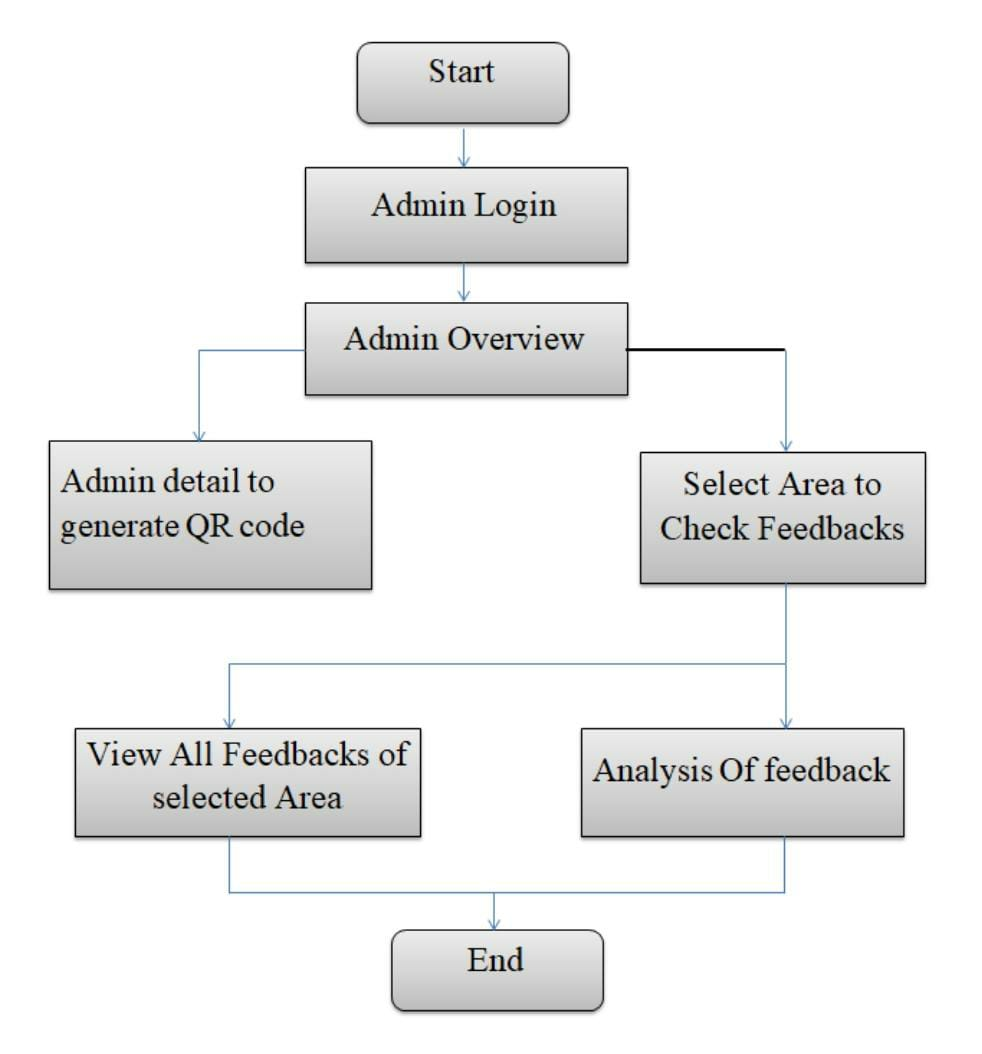 Start
Admin Login
Admin Overview
Admin detail to
generate QR code
Select Area to
Check Feedbacks
View All Feedbacks of
selected Area
Analysis Of feedback
End